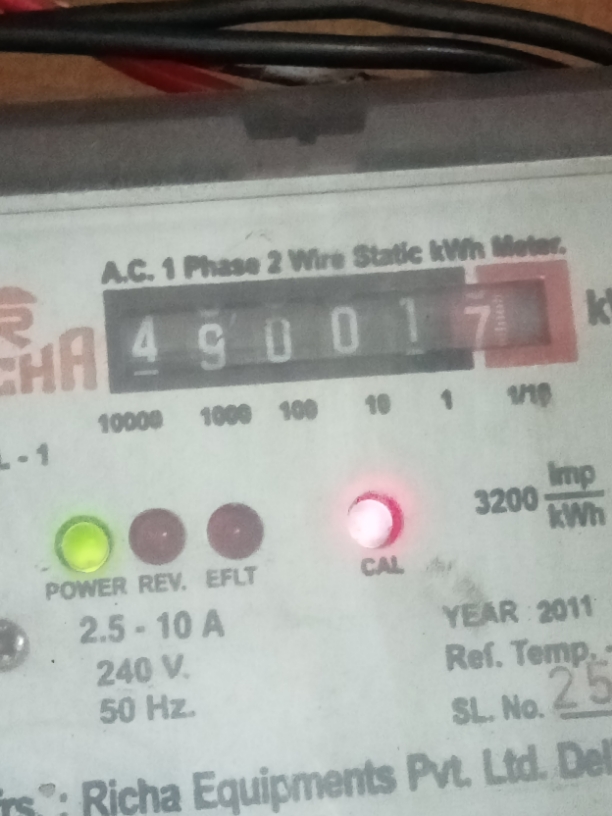 A.C. 1 Phase 2 Wire Static kWh Meter.
4 9 0 0 1 7
10000 1000 100 10 1 1/10
3200 Imp/kWh
POWER REV. EFLT CAL
2.5 - 10 A
240 V.
50 Hz.
YEAR 2011
Ref. Temp.
SL. No. 25
: Richa Equipments Pvt. Ltd.